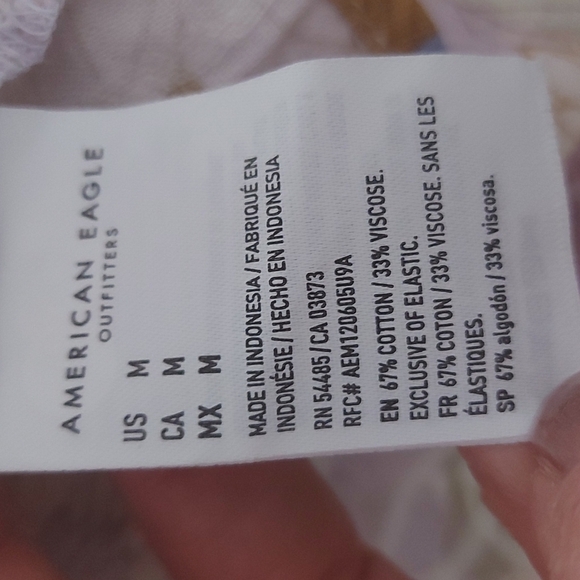 AMERICAN EAGLE
OUTFITTERS
US M
CA M
MX M
MADE IN INDONESIA / FABRIQUÉ EN
INDONÉSIE / HECHO EN INDONESIA
RN 54485 / CA 03873
RFC# AEM120605U9A
EN 67% COTTON / 33% VISCOSE.
EXCLUSIVE OF ELASTIC.
FR 67% COTON / 33% VISCOSE. SANS LES
ÉLASTIQUES.
SP 67% algodón / 33% viscosa.